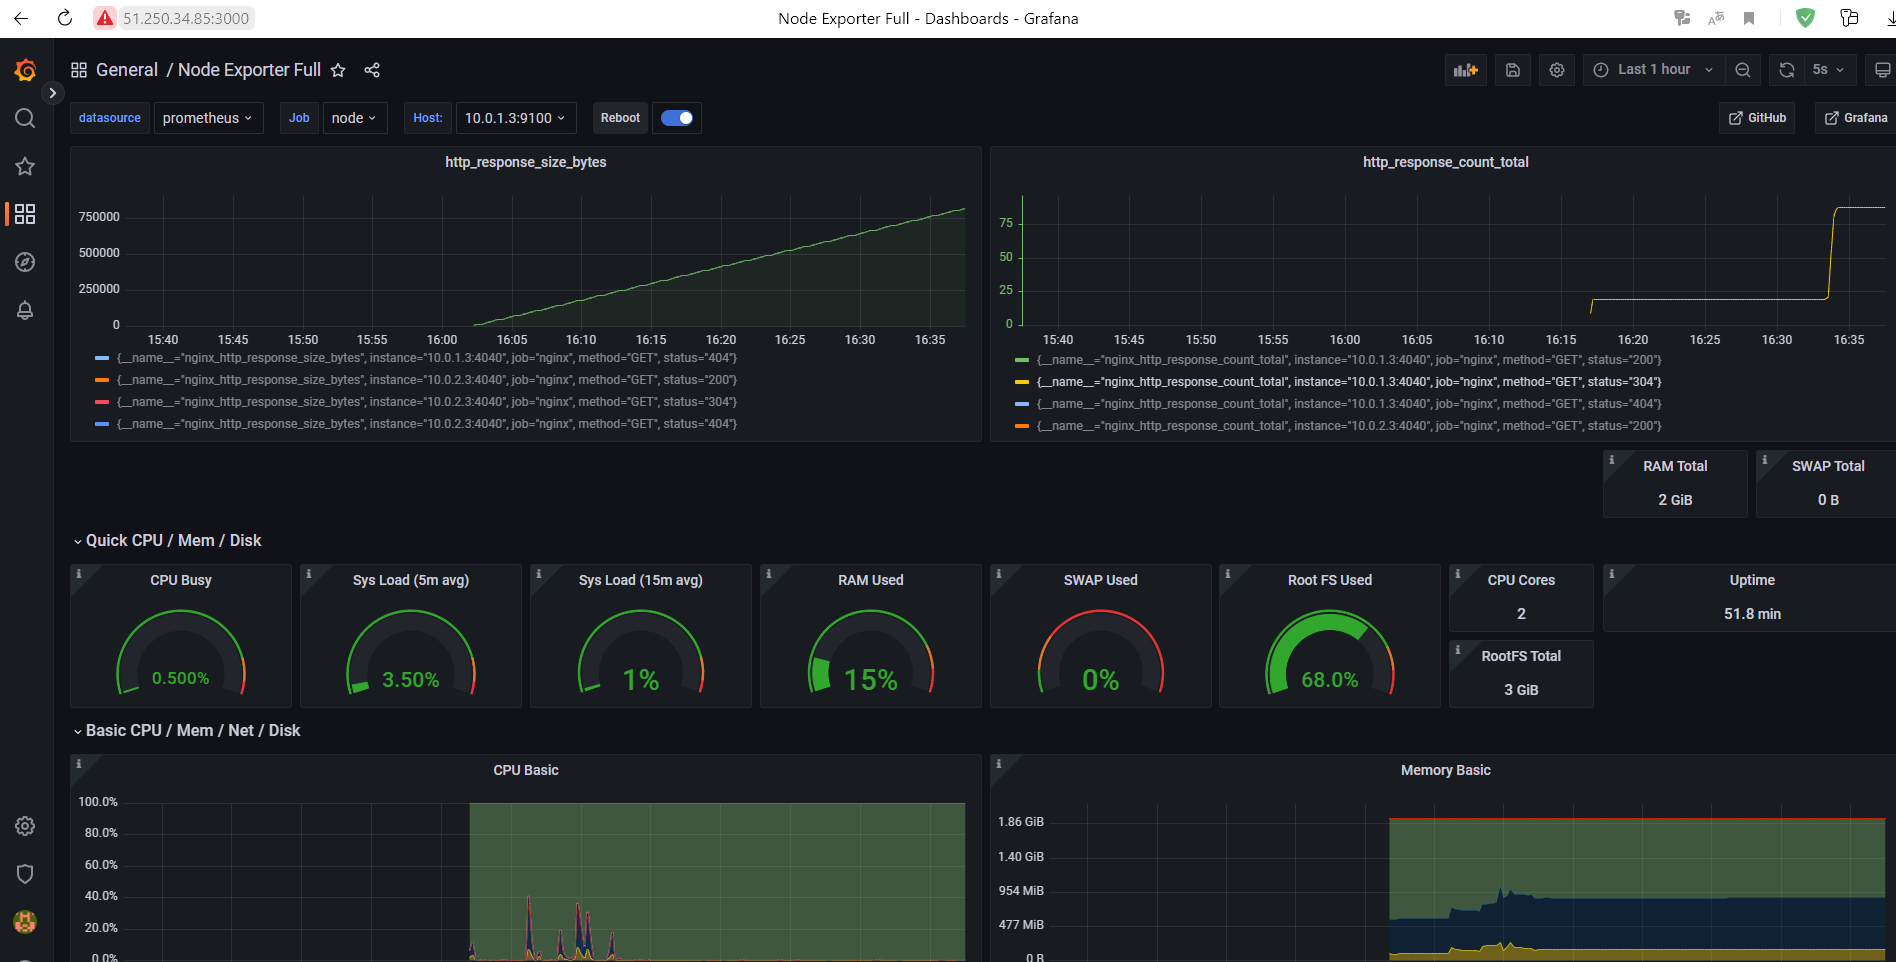 51.250.34.85:3000 Node Exporter Full - Dashboards - Grafana
General / Node Exporter Full Last 1 hour 5s
datasource prometheus Job node Host: 10.0.1.3:9100 Reboot GitHub Grafana
http_response_size_bytes
750000
500000
250000
0
15:40 15:45 15:50 15:55 16:00 16:05 16:10 16:15 16:20 16:25 16:30 16:35
{__name__="nginx_http_response_size_bytes", instance="10.0.1.3:4040", job="nginx", method="GET", status="404"}
{__name__="nginx_http_response_size_bytes", instance="10.0.2.3:4040", job="nginx", method="GET", status="200"}
{__name__="nginx_http_response_size_bytes", instance="10.0.2.3:4040", job="nginx", method="GET", status="304"}
{__name__="nginx_http_response_size_bytes", instance="10.0.2.3:4040", job="nginx", method="GET", status="404"}
http_response_count_total
75
50
25
0
15:40 15:45 15:50 15:55 16:00 16:05 16:10 16:15 16:20 16:25 16:30 16:35
{__name__="nginx_http_response_count_total", instance="10.0.1.3:4040", job="nginx", method="GET", status="200"}
{__name__="nginx_http_response_count_total", instance="10.0.1.3:4040", job="nginx", method="GET", status="304"}
{__name__="nginx_http_response_count_total", instance="10.0.1.3:4040", job="nginx", method="GET", status="404"}
{__name__="nginx_http_response_count_total", instance="10.0.2.3:4040", job="nginx", method="GET", status="200"}
RAM Total
2 GiB
SWAP Total
0 B
Quick CPU / Mem / Disk
CPU Busy
0.500%
Sys Load (5m avg)
3.50%
Sys Load (15m avg)
1%
RAM Used
15%
SWAP Used
0%
Root FS Used
68.0%
CPU Cores
2
RootFS Total
3 GiB
Uptime
51.8 min
Basic CPU / Mem / Net / Disk
CPU Basic
100.0%
80.0%
60.0%
40.0%
20.0%
0.0%
Memory Basic
1.86 GiB
1.40 GiB
954 MiB
477 MiB
0 B